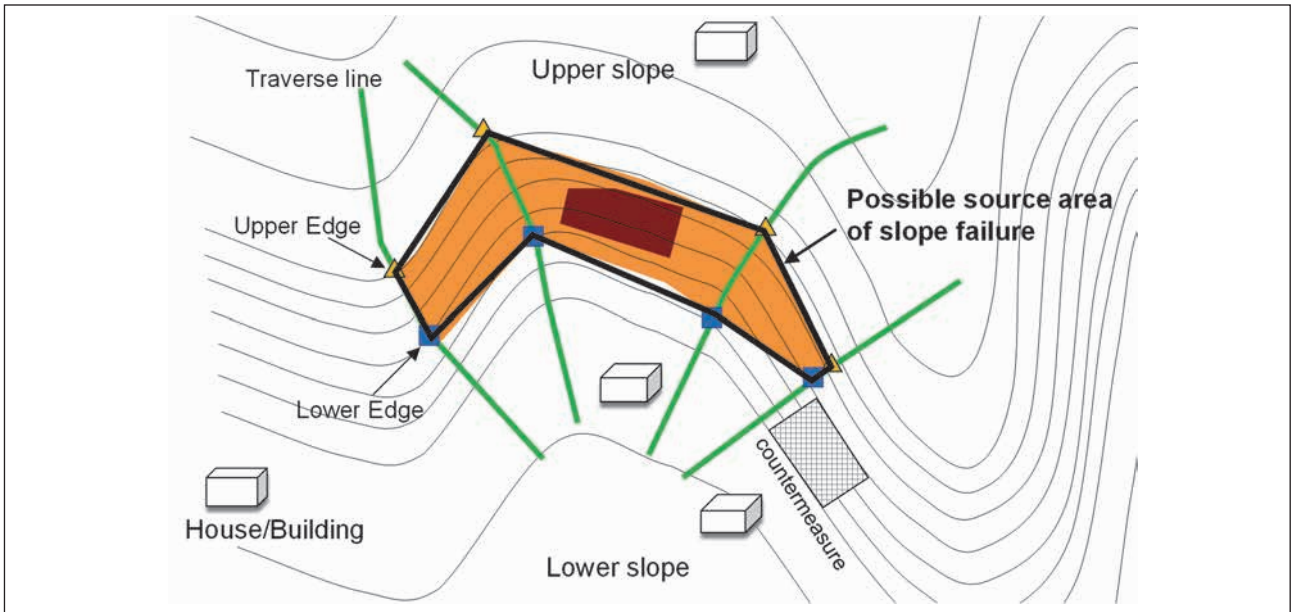 Traverse line
Upper slope
Possible source area
of slope failure
Upper Edge
Lower Edge
countermeasure
House/Building
Lower slope